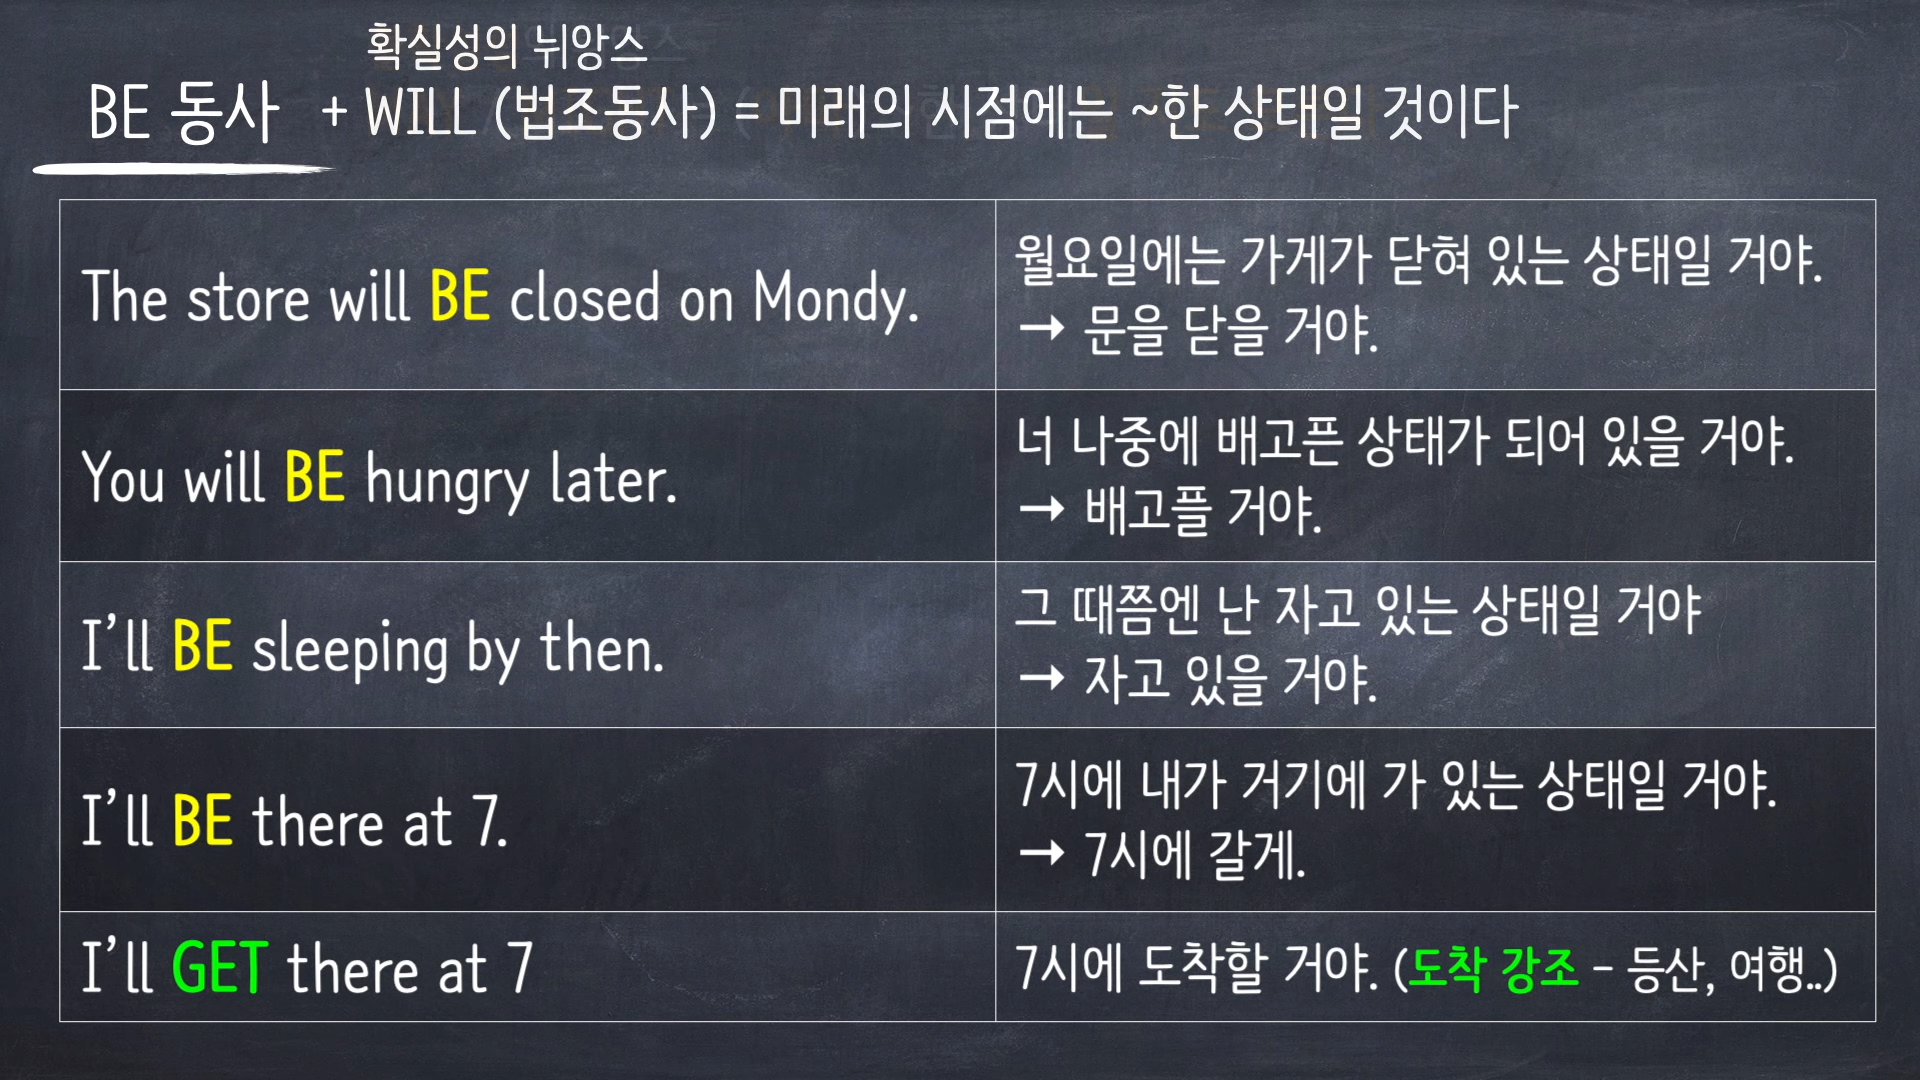 확실성의 뉘앙스
BE 동사 + WILL (법조동사) = 미래의 시점에는 ~한 상태일 것이다
The store will BE closed on Mondy.
월요일에는 가게가 닫혀 있는 상태일 거야.
→ 문을 닫을 거야.
You will BE hungry later.
너 나중에 배고픈 상태가 되어 있을 거야.
→ 배고플 거야.
I'll BE sleeping by then.
그 때쯤엔 난 자고 있는 상태일 거야
→ 자고 있을 거야.
I'll BE there at 7.
7시에 내가 거기에 가 있는 상태일 거야.
→ 7시에 갈게.
I'll GET there at 7
7시에 도착할 거야. (도착 강조 - 등산, 여행..)